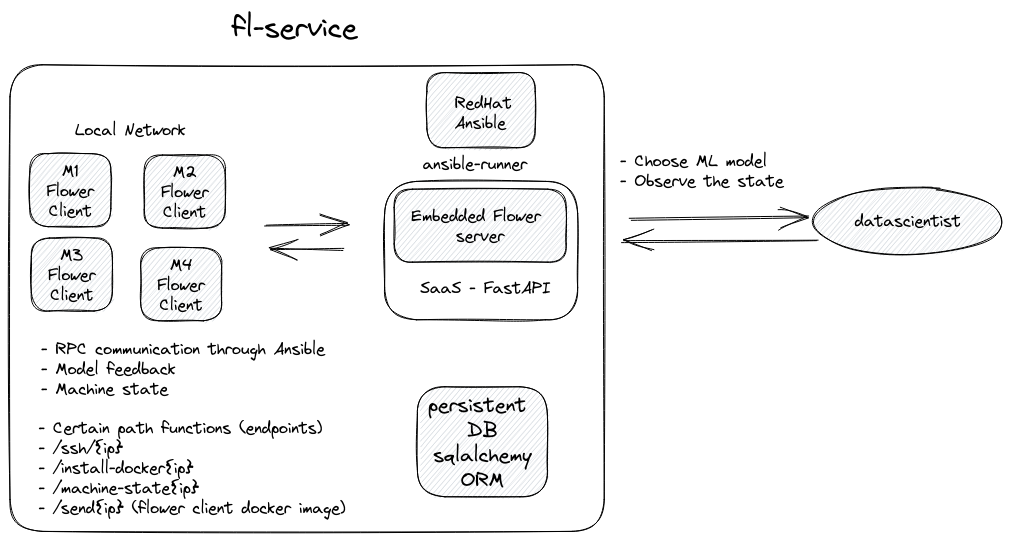 fl-service
RedHat
Ansible
ansible-runner
Local Network
M1
Flower
Client
M2
Flower
Client
M3
Flower
Client
M4
Flower
Client
Embedded Flower
server
SaaS - FastAPI
- Choose ML model
- Observe the state
datascientist
- RPC communication through Ansible
- Model feedback
- Machine state
- Certain path functions (endpoints)
- /ssh/{ip}
- /install-docker{ip}
- /machine-state{ip}
- /send{ip} (flower client docker image)
persistent
DB
sqlalchemy
ORM